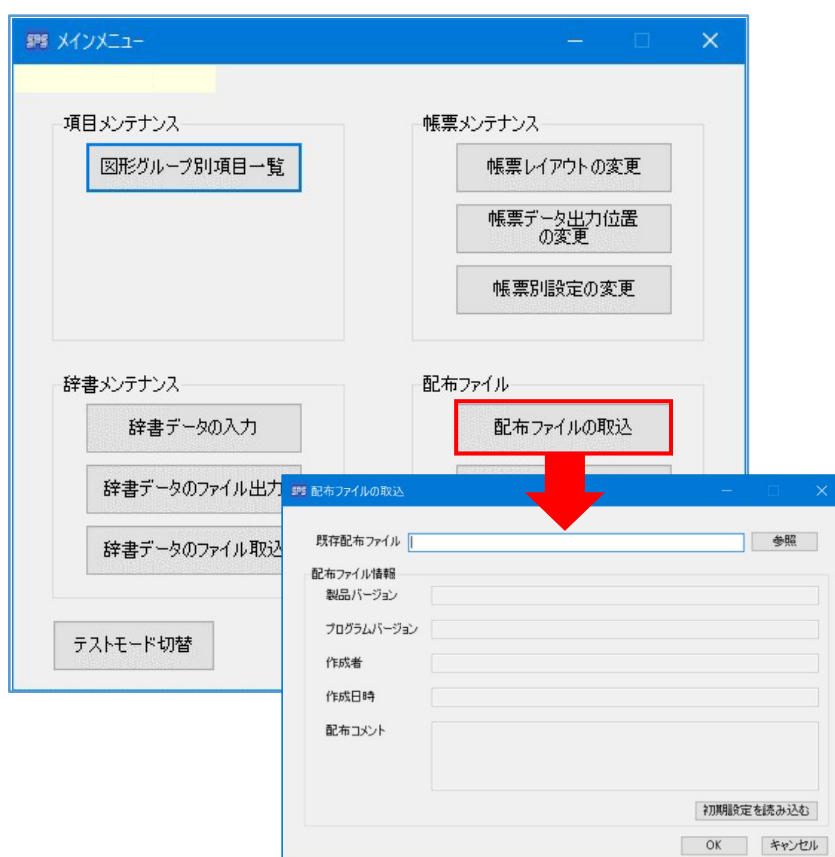 SPS メインメニュー
項目メンテナンス
図形グループ別項目一覧
帳票メンテナンス
帳票レイアウトの変更
帳票データ出力位置
の変更
帳票別設定の変更
辞書メンテナンス
辞書データの入力
辞書データのファイル出力
辞書データのファイル取込
配布ファイル
配布ファイルの取込
テストモード切替
SPS 配布ファイルの取込
既存配布ファイル
参照
配布ファイル情報
製品バージョン
プログラムバージョン
作成者
作成日時
配布コメント
初期設定を読み込む
OK
キャンセル